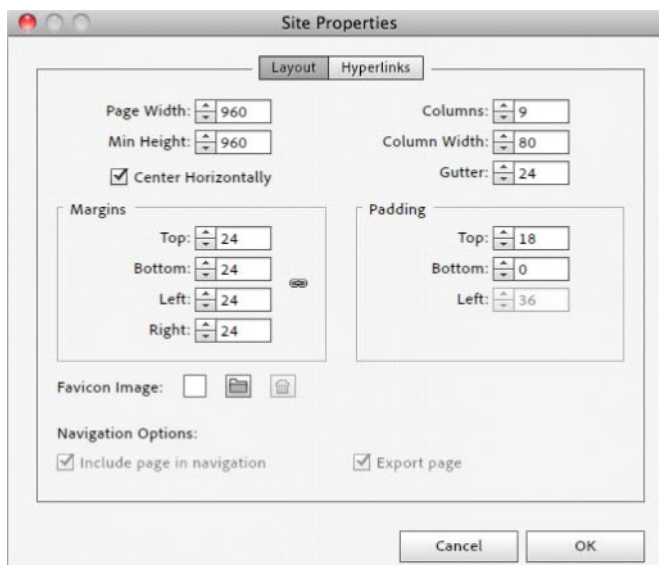 Site Properties
Layout Hyperlinks
Page Width: 960
Min Height: 960
Center Horizontally
Columns: 9
Column Width: 80
Gutter: 24
Margins
Top: 24
Bottom: 24
Left: 24
Right: 24
Padding
Top: 18
Bottom: 0
Left: 36
Favicon Image:
Navigation Options:
Include page in navigation
Export page
Cancel OK